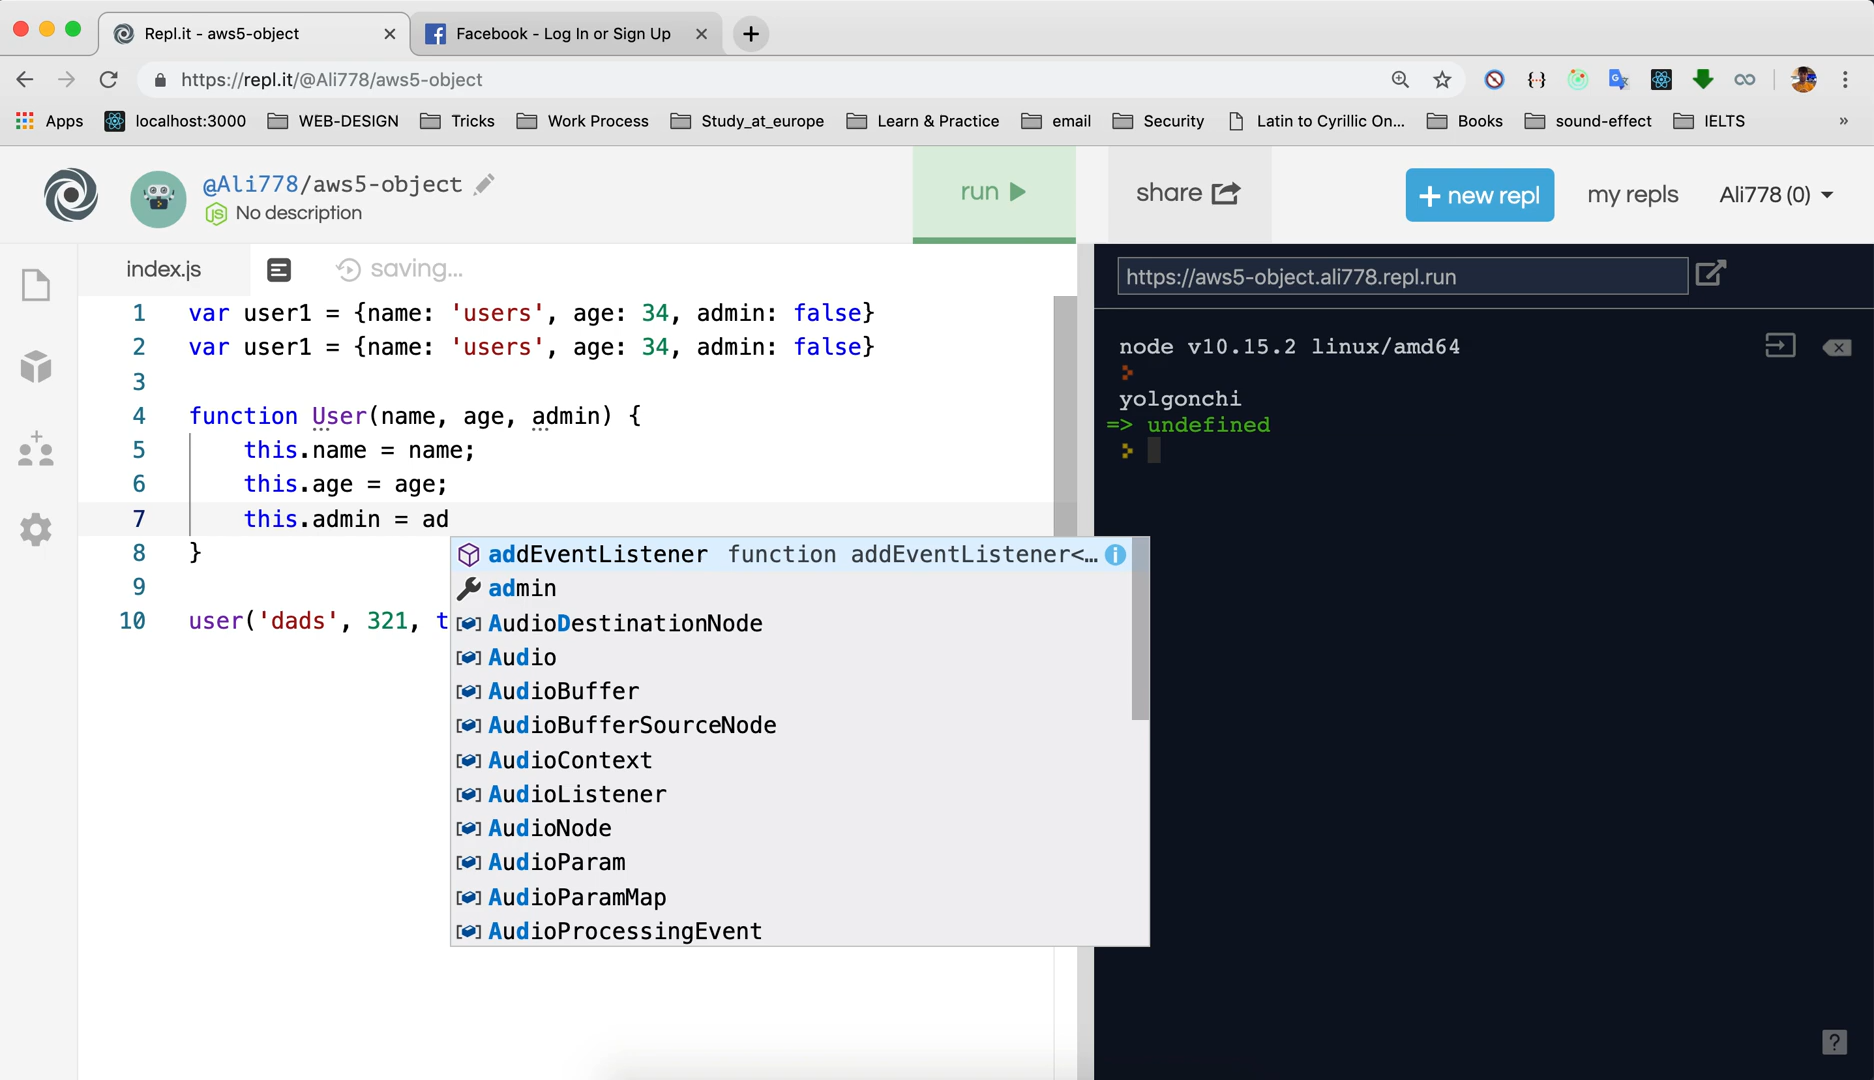 Repl.it - aws5-object
Facebook - Log In or Sign Up
https://repl.it/@Ali778/aws5-object
Apps
localhost:3000
WEB-DESIGN
Tricks
Work Process
Study_at_europe
Learn & Practice
email
Security
Latin to Cyrillic On...
Books
sound-effect
IELTS
»
@Ali778/aws5-object
No description
run
share
+ new repl
my repls
Ali778 (0)
index.js
saving...
https://aws5-object.ali778.repl.run
1 var user1 = {name: 'users', age: 34, admin: false}
2 var user1 = {name: 'users', age: 34, admin: false}
3
4 function User(name, age, admin) {
5 this.name = name;
6 this.age = age;
7 this.admin = ad
8 }
9
10 user('dads', 321, t
addEventListener function addEventListener<...
admin
AudioDestinationNode
Audio
AudioBuffer
AudioBufferSourceNode
AudioContext
AudioListener
AudioNode
AudioParam
AudioParamMap
AudioProcessingEvent
node v10.15.2 linux/amd64
yolgonchi
=> undefined
?